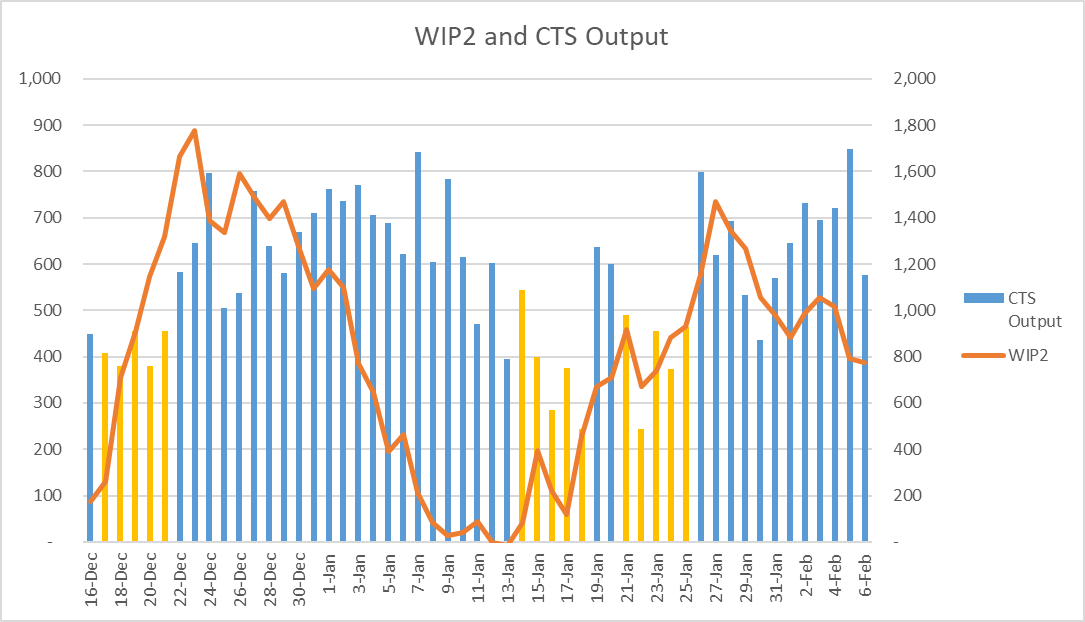 WIP2 and CTS Output
1,000
900
800
700
600
500
400
300
200
100
-
2,000
1,800
1,600
1,400
1,200
1,000
800
600
400
200
-
16-Dec
18-Dec
20-Dec
22-Dec
24-Dec
26-Dec
28-Dec
30-Dec
1-Jan
3-Jan
5-Jan
7-Jan
9-Jan
11-Jan
13-Jan
15-Jan
17-Jan
19-Jan
21-Jan
23-Jan
25-Jan
27-Jan
29-Jan
31-Jan
2-Feb
4-Feb
6-Feb
CTS
Output
WIP2